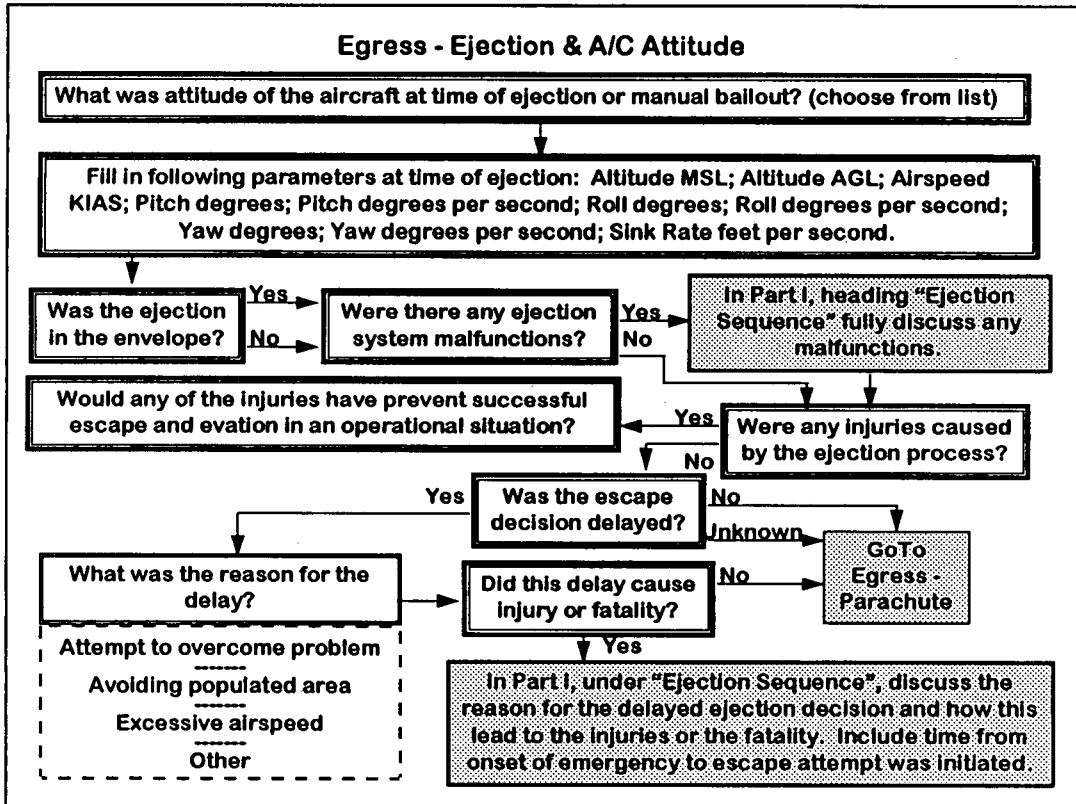 Egress - Ejection & A/C Attitude
What was attitude of the aircraft at time of ejection or manual bailout? (choose from list)
Fill in following parameters at time of ejection: Altitude MSL; Altitude AGL; Airspeed
KIAS; Pitch degrees; Pitch degrees per second; Roll degrees; Roll degrees per second;
Yaw degrees; Yaw degrees per second; Sink Rate feet per second.
Was the ejection
in the envelope?
Yes
No
Were there any ejection
system malfunctions?
Yes
No
In Part I, heading "Ejection
Sequence" fully discuss any
malfunctions.
Would any of the injuries have prevent successful
escape and evation in an operational situation?
Yes
Were any injuries caused
by the ejection process?
No
Yes
Was the escape
decision delayed?
No
Unknown
GoTo
Egress -
Parachute
What was the reason for the
delay?
Did this delay cause
injury or fatality?
No
Yes
Attempt to overcome problem
Avoiding populated area
Excessive airspeed
Other
In Part I, under "Ejection Sequence", discuss the
reason for the delayed ejection decision and how this
lead to the injuries or the fatality. Include time from
onset of emergency to escape attempt was initiated.